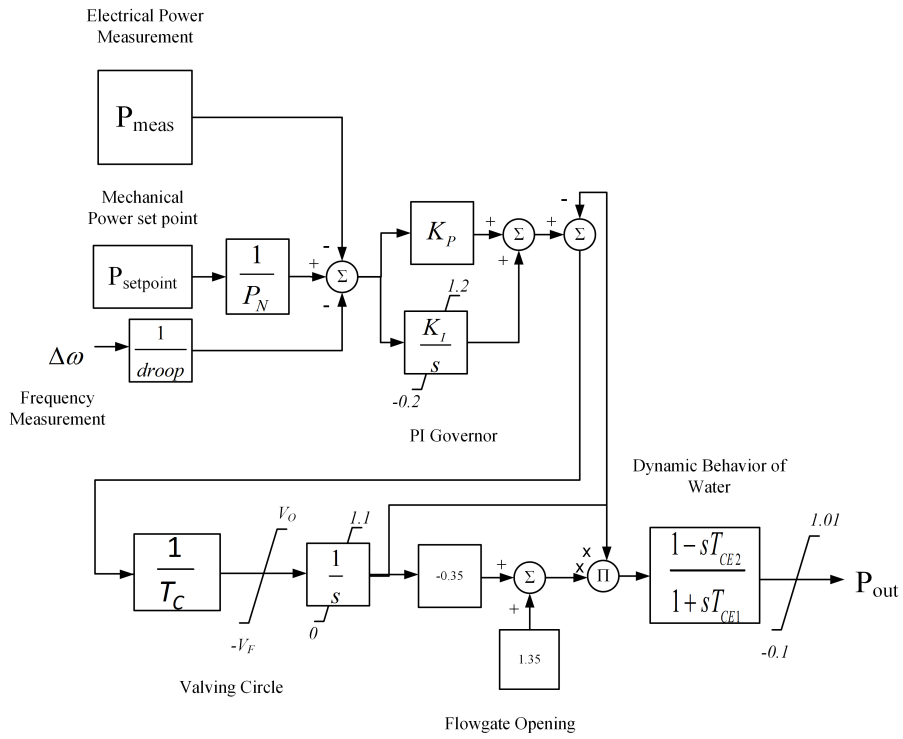 Electrical Power
Measurement
P_meas
Mechanical
Power set point
P_setpoint
1
P_N
Σ
+
-
-
Δω
1
droop
Frequency
Measurement
K_P
K_I
s
1.2
-0.2
PI Governor
+
+
Σ
+
-
Σ
1
T_C
V_O
-V_F
1
s
1.1
0
Valving Circle
-0.35
+
+
Σ
1.35
Flowgate Opening
x
x
Π
Dynamic Behavior of
Water
1-sT_CE2
1+sT_CE1
1.01
-0.1
P_out